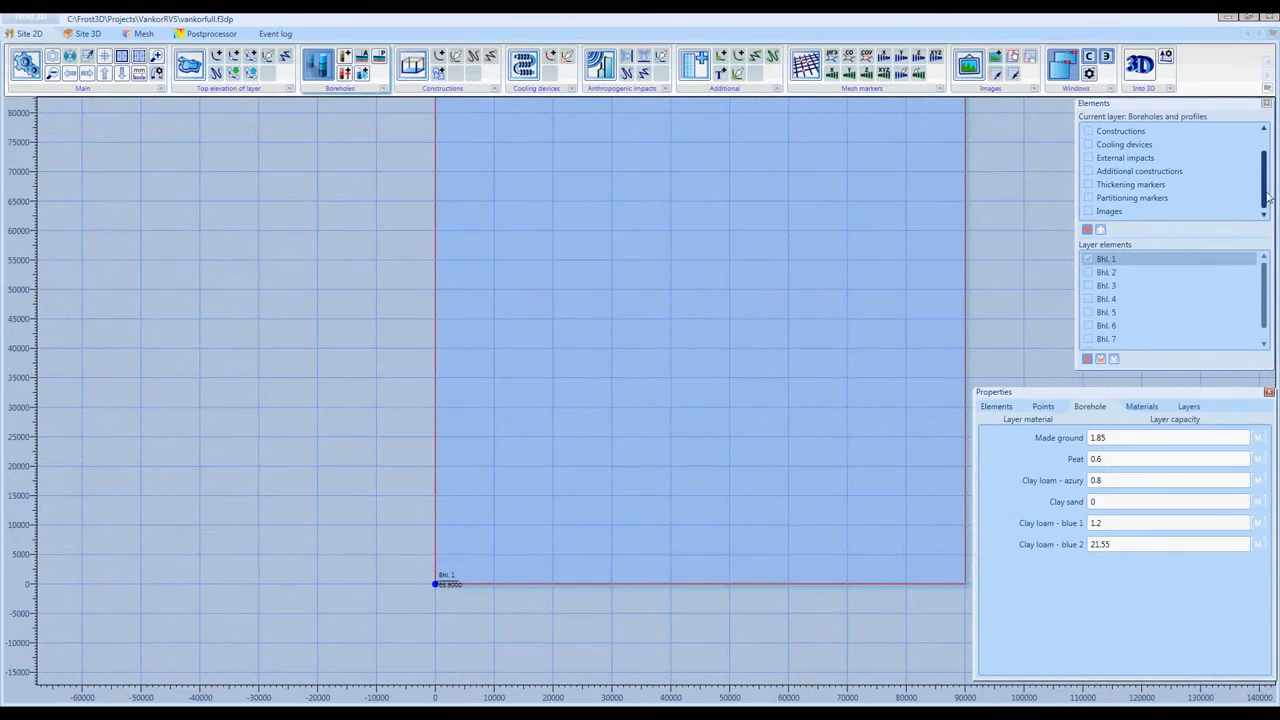 Frost 3D C:\Frost3D\Projects\VankorRVS\vankorfull.f3dp
Site 2D Site 3D Mesh Postprocessor Event log
Main Top elevation of layer Boreholes Constructions Cooling devices Anthropogenic impacts Additional Mesh markers Images Windows Into 3D
Elements
Current layer: Boreholes and profiles
Constructions
Cooling devices
External impacts
Additional constructions
Thickening markers
Partitioning markers
Images
Layer elements
Bhl. 1
Bhl. 2
Bhl. 3
Bhl. 4
Bhl. 5
Bhl. 6
Bhl. 7
Properties
Elements Points Borehole Materials Layers
Layer material Layer capacity
Made ground 1.85
Peat 0.6
Clay loam - azury 0.8
Clay sand 0
Clay loam - blue 1 1.2
Clay loam - blue 2 21.55
80000
75000
70000
65000
60000
55000
50000
45000
40000
35000
30000
25000
20000
15000
10000
5000
0
-5000
-10000
-15000
Bhl. 1
-60000 -50000 -40000 -30000 -20000 -10000 0 10000 20000 30000 40000 50000 60000 70000 80000 90000 100000 110000 120000 130000 140000